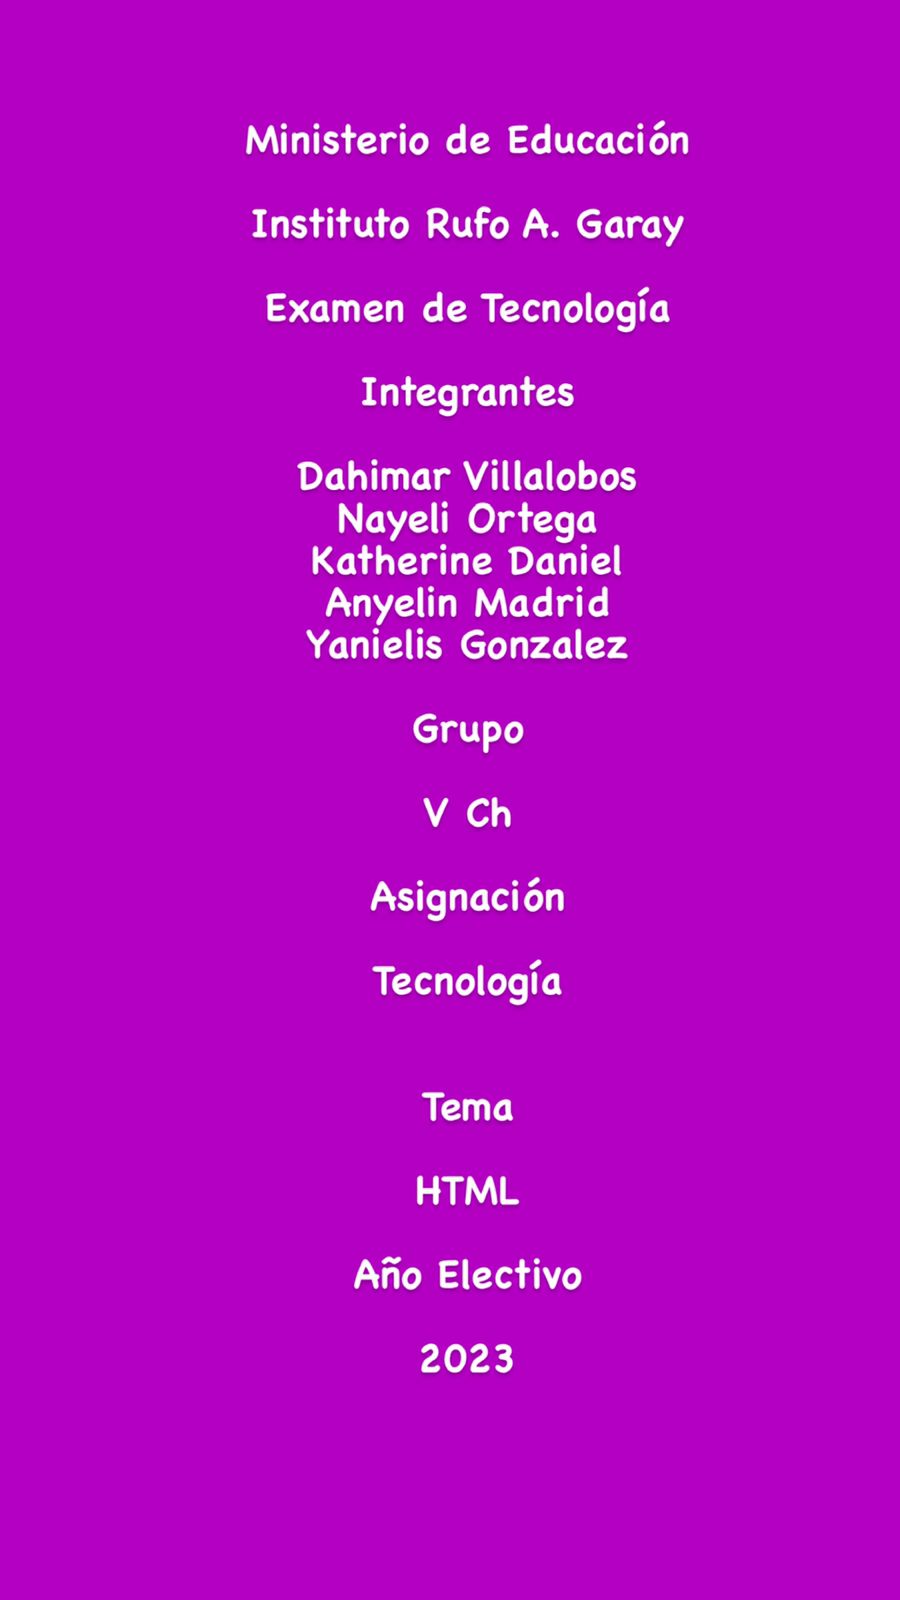 Ministerio de Educación
Instituto Rufo A. Garay
Examen de Tecnología
Integrantes
Dahimar Villalobos
Nayeli Ortega
Katherine Daniel
Anyelin Madrid
Yanielis Gonzalez
Grupo
V Ch
Asignación
Tecnología
Tema
HTML
Año Electivo
2023